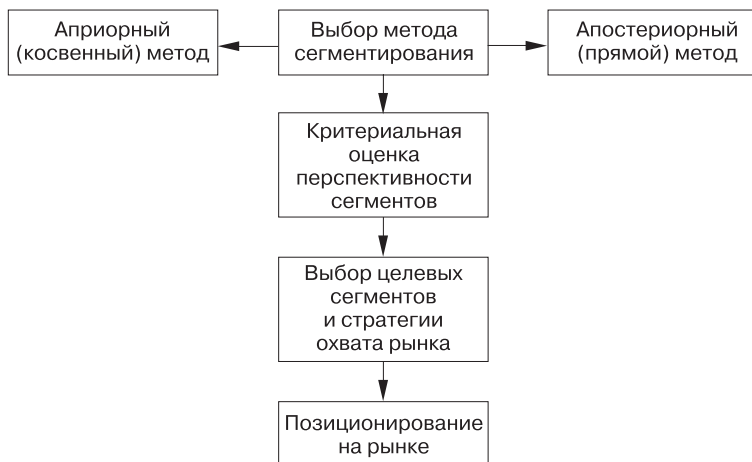 Априорный
(косвенный) метод
Выбор метода
сегментирования
Апостериорный
(прямой) метод
Критериальная
оценка
перспективности
сегментов
Выбор целевых
сегментов
и стратегии
охвата рынка
Позиционирование
на рынке